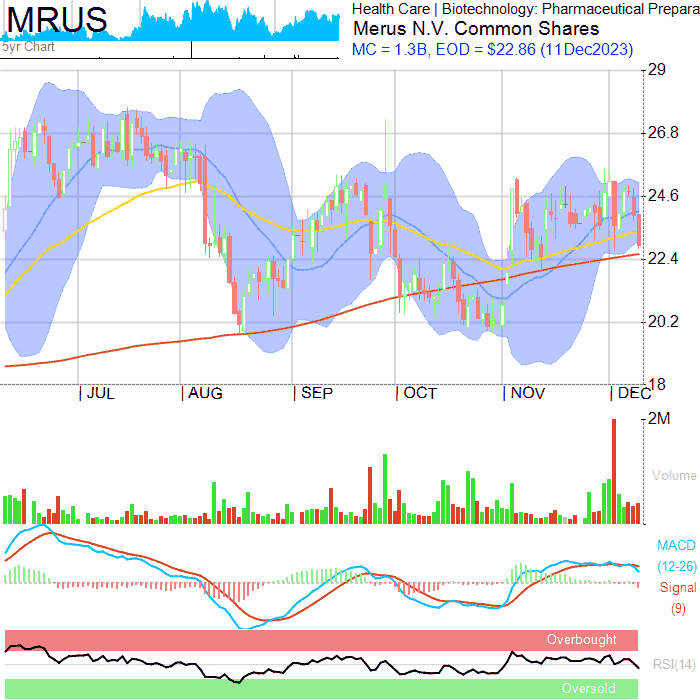 MRUS
5yr Chart
Health Care | Biotechnology: Pharmaceutical Prepara
Merus N.V. Common Shares
MC = 1.3B, EOD = $22.86 (11Dec2023)
29
26.8
24.6
22.4
20.2
18
JUL
AUG
SEP
OCT
NOV
DEC
2M
Volume
MACD
(12-26)
Signal
(9)
Overbought
RSI(14)
Oversold